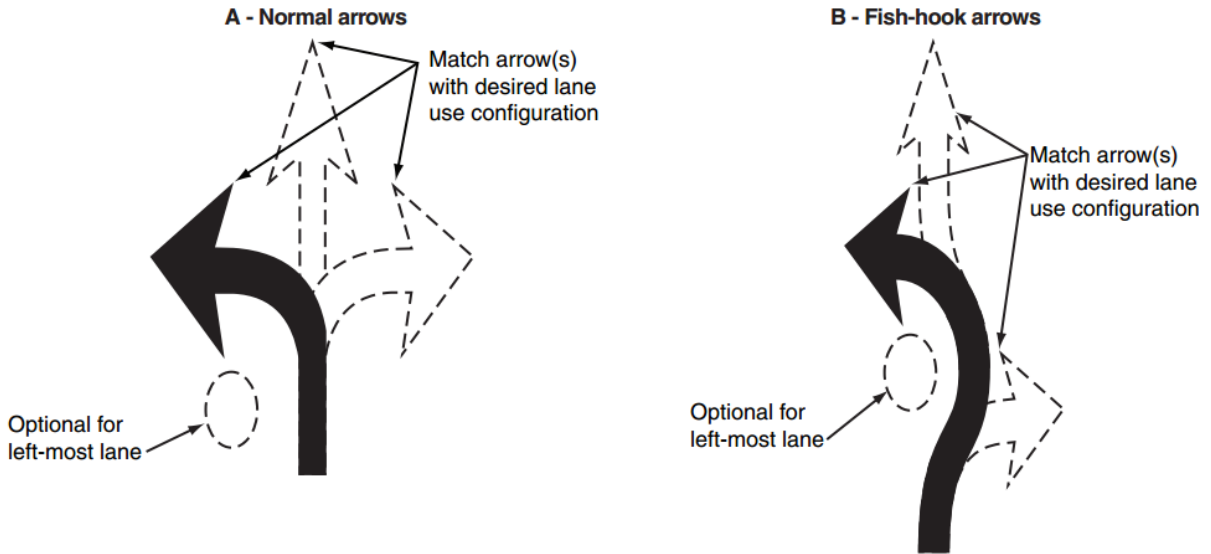 A - Normal arrows
Match arrow(s)
with desired lane
use configuration
Optional for
left-most lane
B - Fish-hook arrows
Match arrow(s)
with desired lane
use configuration
Optional for
left-most lane